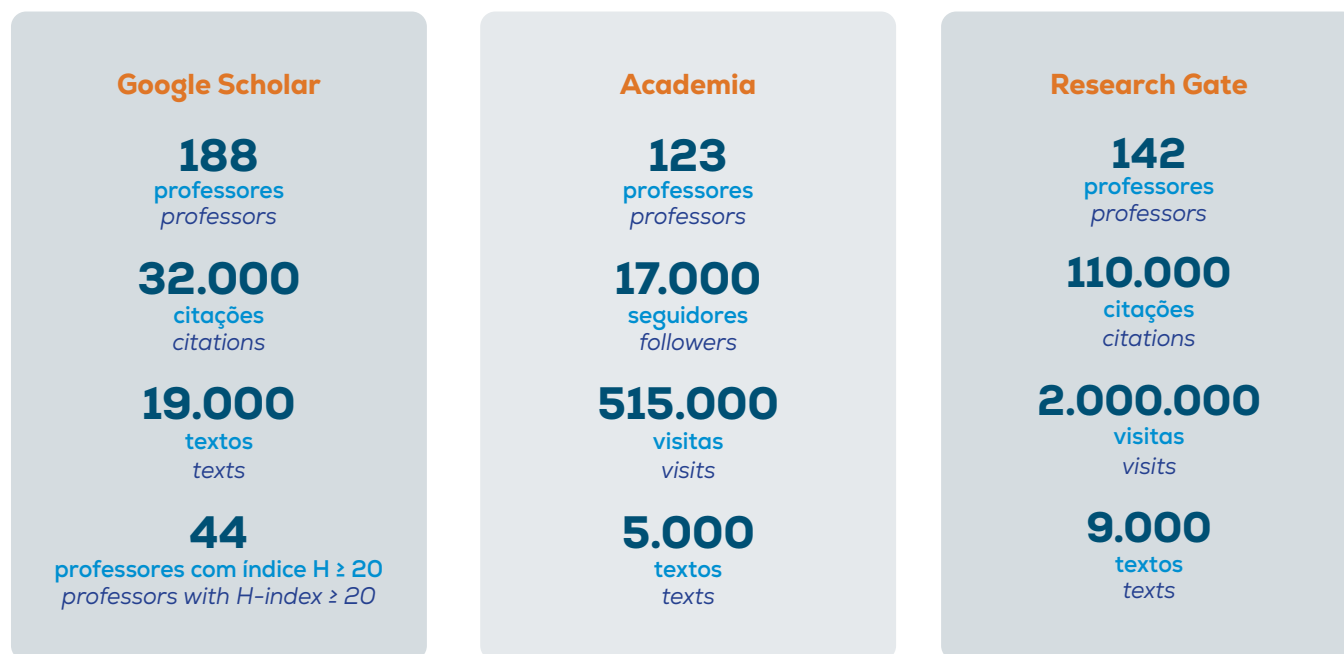 Google Scholar
188
professores
professors
32.000
citações
citations
19.000
textos
texts
44
professores com índice H ≥ 20
professors with H-index ≥ 20
Academia
123
professores
professors
17.000
seguidores
followers
515.000
visitas
visits
5.000
textos
texts
Research Gate
142
professores
professors
110.000
citações
citations
2.000.000
visitas
visits
9.000
textos
texts